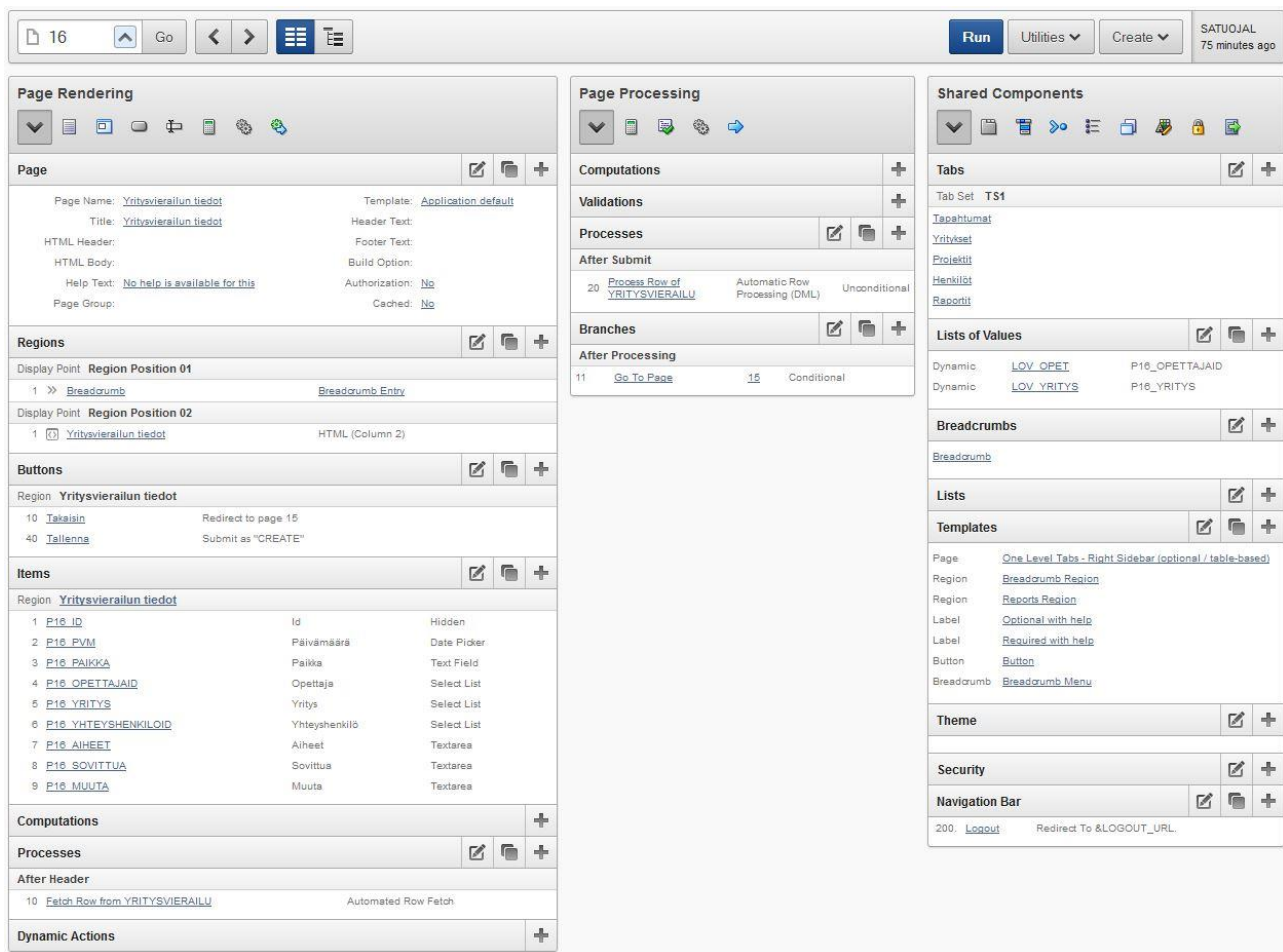 16 Go Run Utilities Create SATUOJAL
75 minutes ago
Page Rendering
Page
Page Name: Yritysvierailun tiedot Template: Application default
Title: Yritysvierailun tiedot Header Text:
HTML Header: Footer Text:
HTML Body: Build Option:
Help Text: No help is available for this Authorization: No
Page Group: Cached: No
Regions
Display Point Region Position 01
1 Breadcrumb Breadcrumb Entry
Display Point Region Position 02
1 Yritysvierailun tiedot HTML (Column 2)
Buttons
Region Yritysvierailun tiedot
10 Takaisin Redirect to page 15
40 Tallenna Submit as "CREATE"
Items
Region Yritysvierailun tiedot
1 P16_ID Id Hidden
2 P16_PVM Päivämäärä Date Picker
3 P16_PAIKKA Paikka Text Field
4 P16_OPETTAJAID Opettaja Select List
5 P16_YRITYS Yritys Select List
6 P16_YHTEYSHENKILOID Yhteyshenkilö Select List
7 P16_AIHEET Aiheet Textarea
8 P16_SOVITTUA Sovittua Textarea
9 P16_MUUTA Muuta Textarea
Computations
Processes
After Header
10 Fetch Row from YRITYSVIERAILU Automated Row Fetch
Dynamic Actions
Page Processing
Computations
Validations
Processes
After Submit
20 Process Row of YRITYSVIERAILU Automatic Row Processing (DML) Unconditional
Branches
After Processing
11 Go To Page 15 Conditional
Shared Components
Tabs
Tab Set TS1
Tapahtumat
Yritykset
Projektit
Henkilöt
Raportit
Lists of Values
Dynamic LOV_OPET P16_OPETTAJAID
Dynamic LOV_YRITYS P16_YRITYS
Breadcrumbs
Breadcrumb
Lists
Templates
Page One Level Tabs - Right Sidebar (optional / table-based)
Region Breadcrumb Region
Region Reports Region
Label Optional with help
Label Required with help
Button Button
Breadcrumb Breadcrumb Menu
Theme
Security
Navigation Bar
200. Logout Redirect To &LOGOUT_URL.